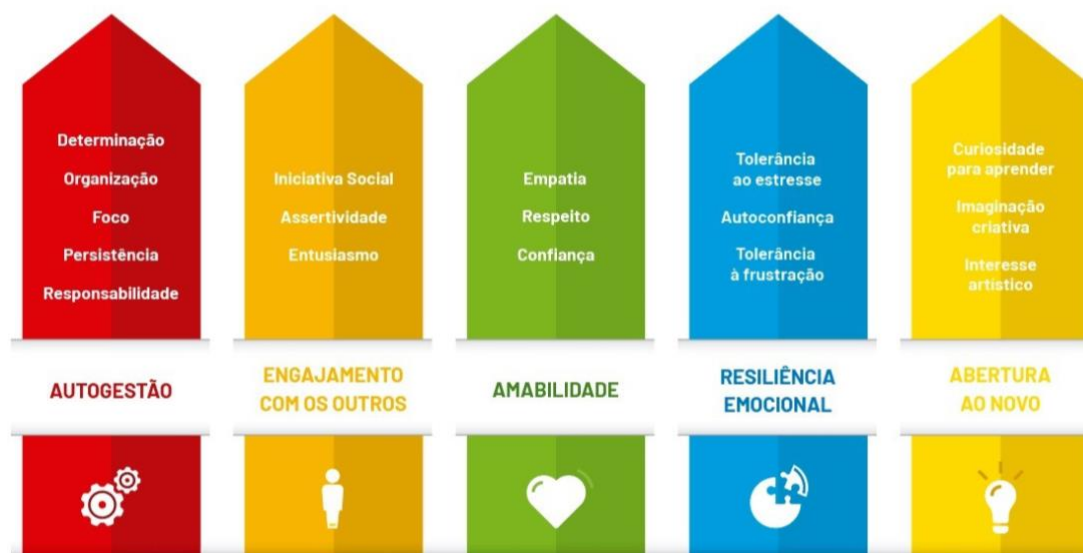 Determinação
Organização
Foco
Persistência
Responsabilidade
AUTOGESTÃO
Iniciativa Social
Assertividade
Entusiasmo
ENGAJAMENTO
COM OS OUTROS
Empatia
Respeito
Confiança
AMABILIDADE
Tolerância
ao estresse
Autoconfiança
Tolerância
à frustração
RESILIÊNCIA
EMOCIONAL
Curiosidade
para aprender
Imaginação
criativa
Interesse
artístico
ABERTURA
AO NOVO